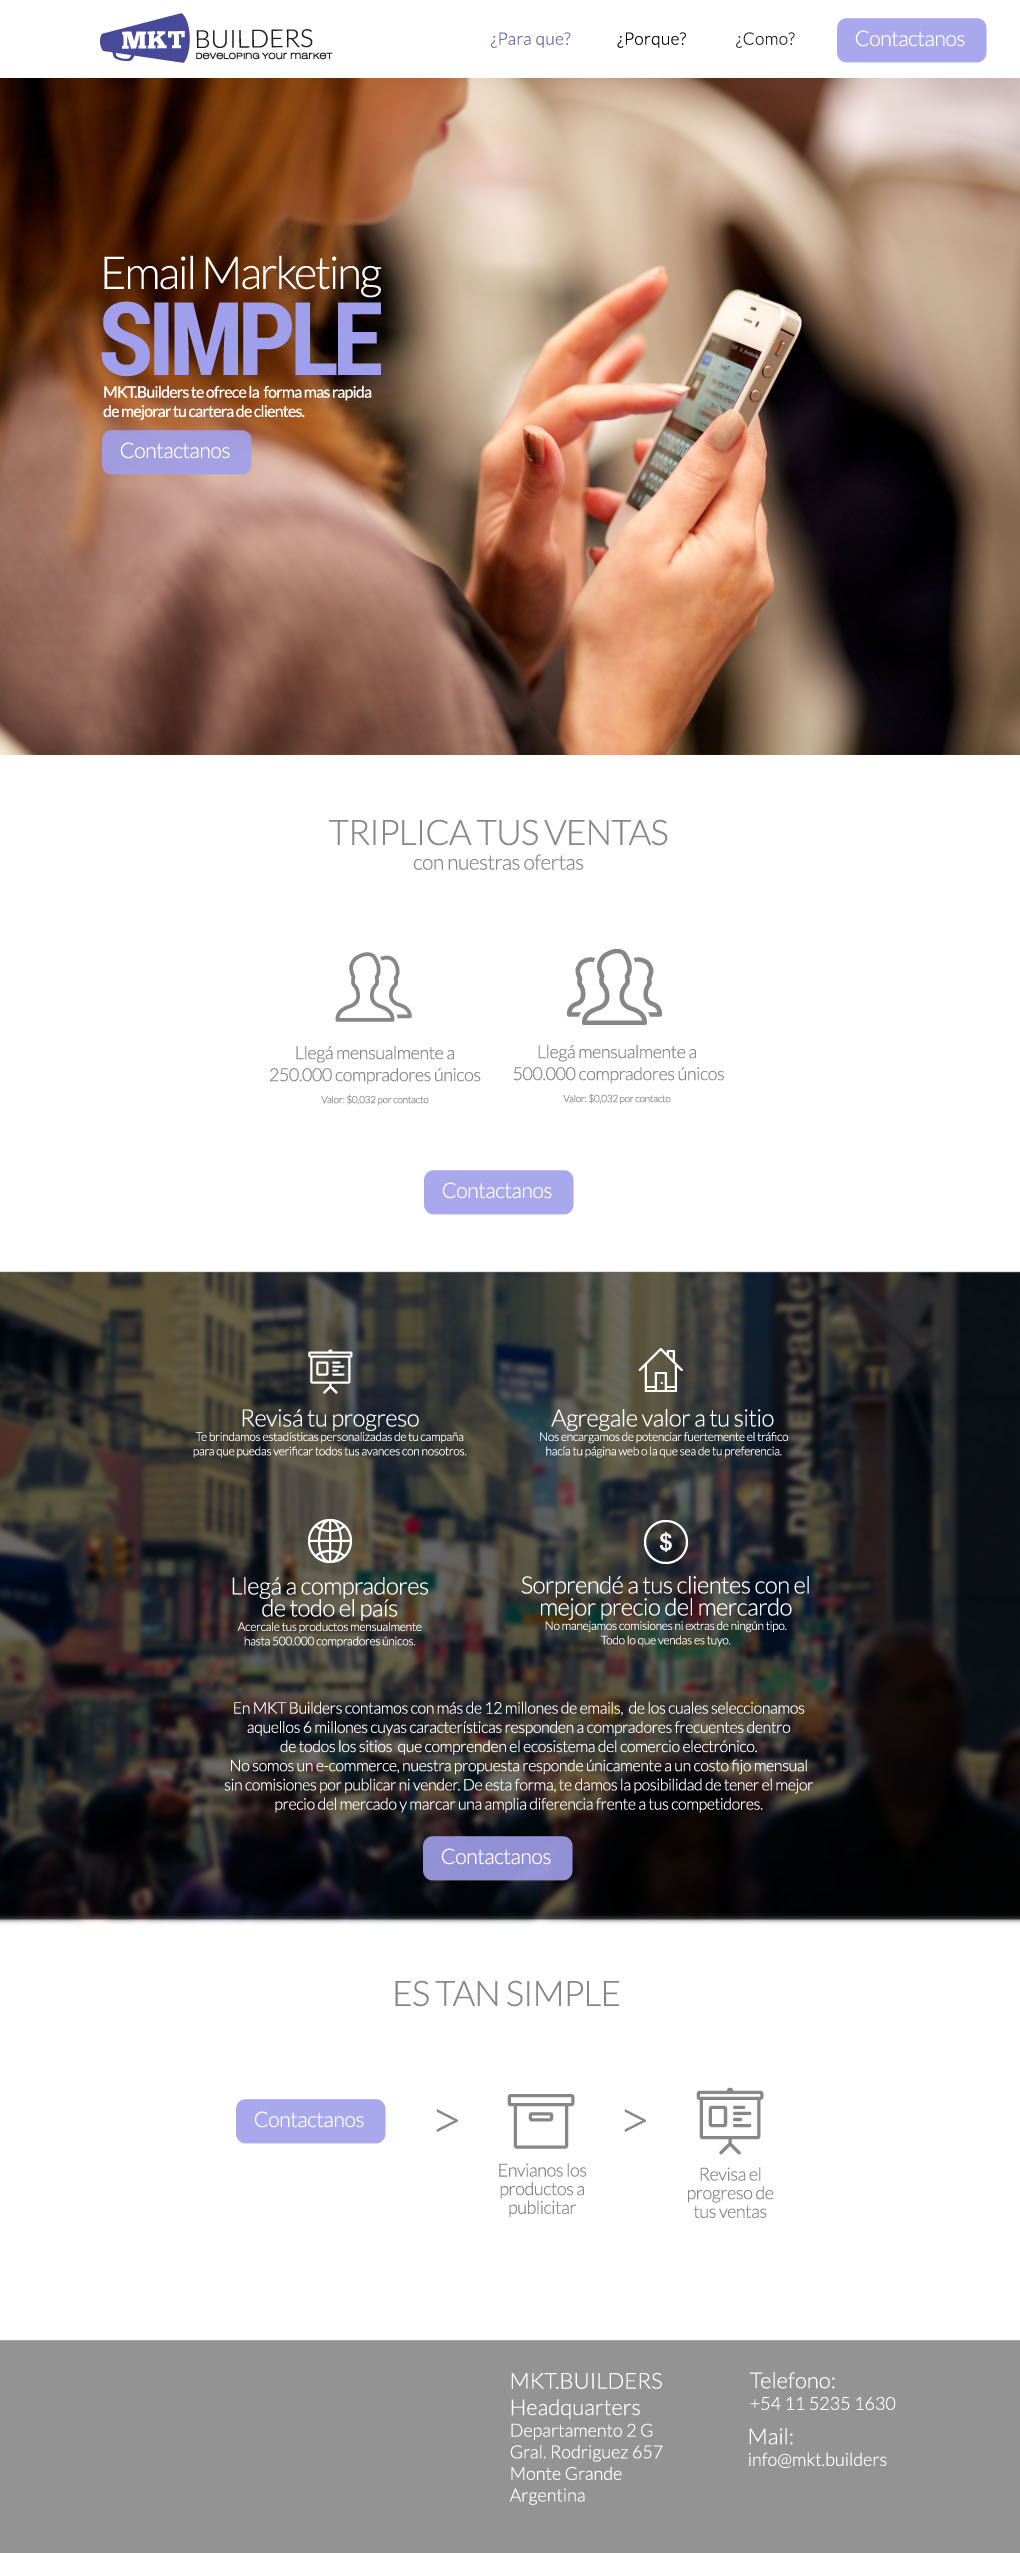 MKT BUILDERS
Developing your market
¿Para que?
¿Porque?
¿Como?
Contactanos
Email Marketing
SIMPLE
MKT.Builders te ofrece la forma mas rapida
de mejorar tu cartera de clientes.
Contactanos
TRIPLICA TUS VENTAS
con nuestras ofertas
Llegá mensualmente a
250.000 compradores únicos
Valor: $0,032 por contacto
Llegá mensualmente a
500.000 compradores únicos
Valor: $0,032 por contacto
Contactanos
Revisá tu progreso
Te brindamos estadísticas personalizadas de tu campaña
para que puedas verificar todos tus avances con nosotros.
Agregale valor a tu sitio
Nos encargamos de potenciar fuertemente el tráfico
hacía tu página web o la que sea de tu preferencia.
Llegá a compradores
de todo el país
Acercale tus productos mensualmente
hasta 500.000 compradores únicos.
$
Sorprendé a tus clientes con el
mejor precio del mercardo
No manejamos comisiones ni extras de ningún tipo.
Todo lo que vendas es tuyo.
En MKT Builders contamos con más de 12 millones de emails, de los cuales seleccionamos
aquellos 6 millones cuyas características responden a compradores frecuentes dentro
de todos los sitios que comprenden el ecosistema del comercio electrónico.
No somos un e-commerce, nuestra propuesta responde únicamente a un costo fijo mensual
sin comisiones por publicar ni vender. De esta forma, te damos la posibilidad de tener el mejor
precio del mercado y marcar una amplia diferencia frente a tus competidores.
Contactanos
ES TAN SIMPLE
Contactanos
>
Envianos los
productos a
publicitar
>
Revisa el
progreso de
tus ventas
MKT.BUILDERS
Headquarters
Departamento 2 G
Gral. Rodriguez 657
Monte Grande
Argentina
Telefono:
+54 11 5235 1630
Mail:
info@mkt.builders